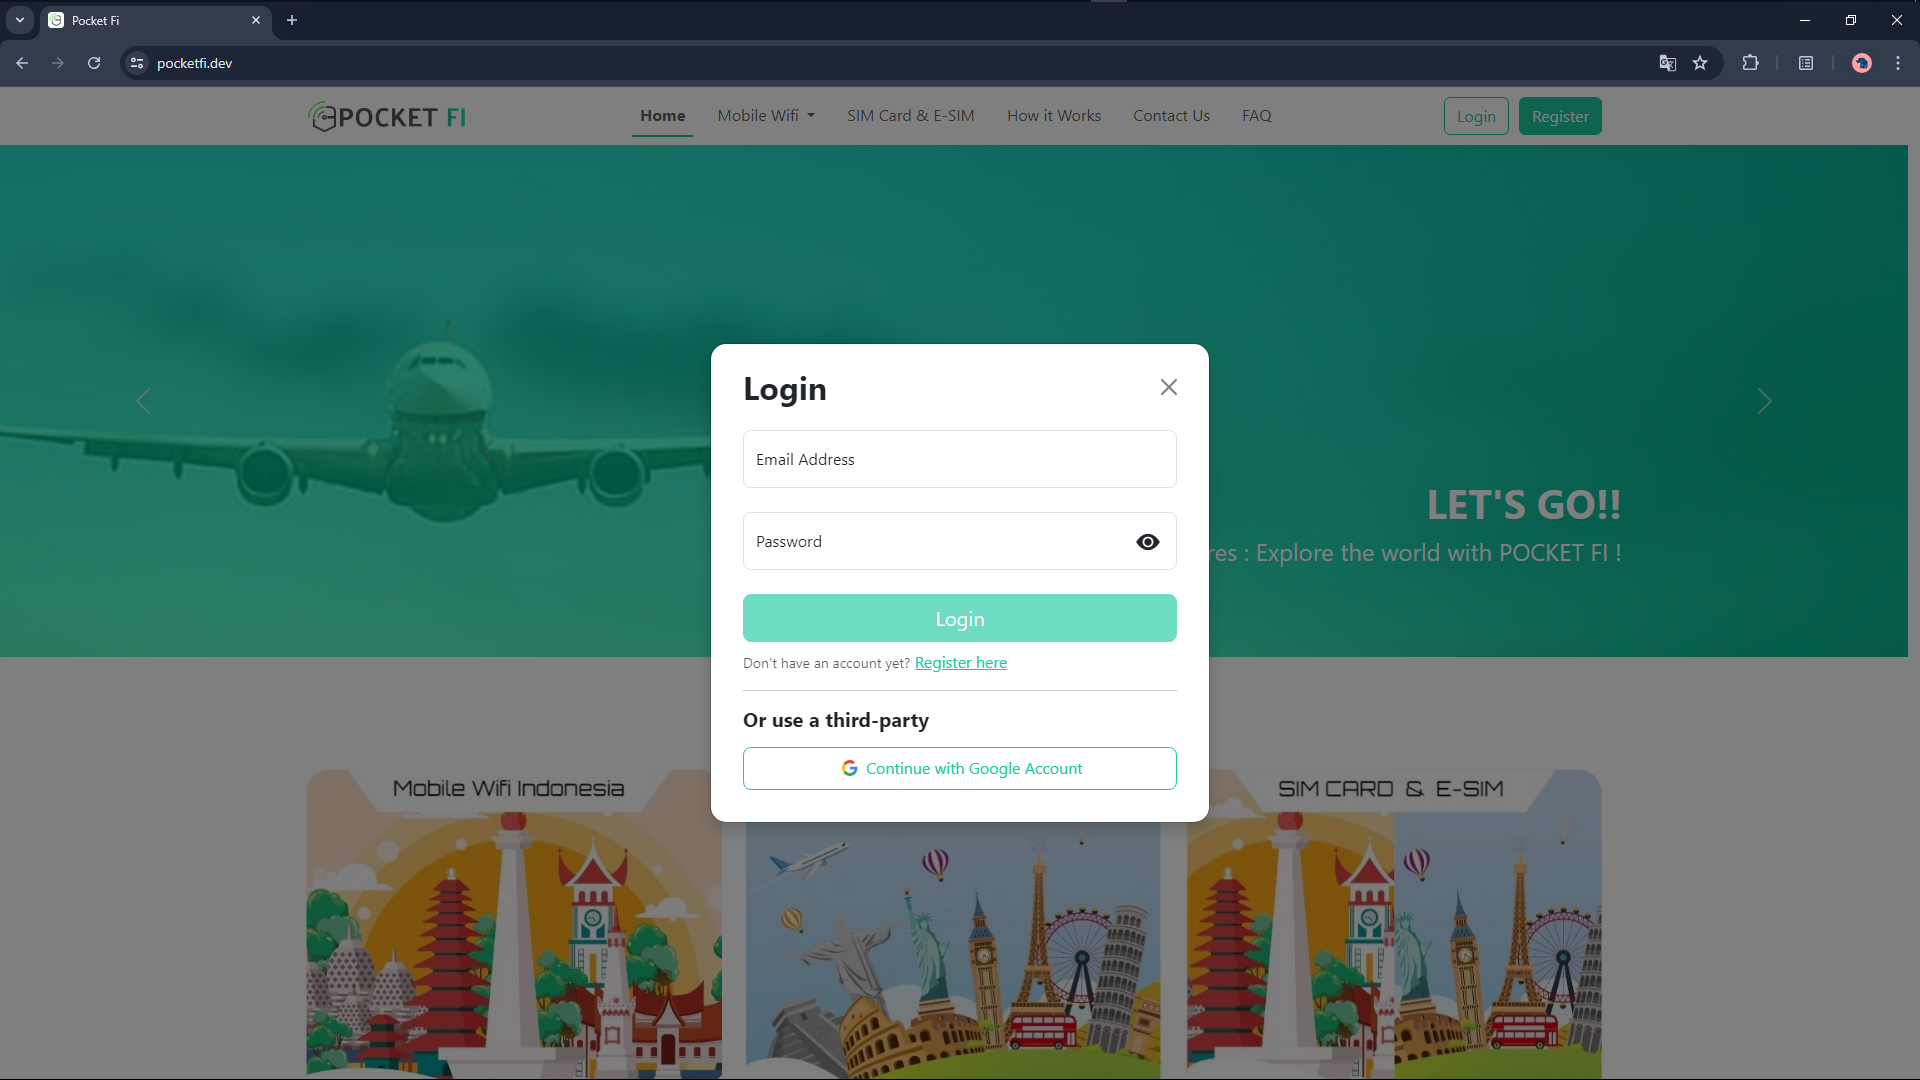 Pocket Fi
pocketfi.dev
POCKET FI
Home
Mobile Wifi
SIM Card & E-SIM
How it Works
Contact Us
FAQ
Login
Register
LET'S GO!!
res : Explore the world with POCKET FI !
Login
Email Address
Password
Login
Don't have an account yet? Register here
Or use a third-party
Continue with Google Account
Mobile Wifi Indonesia
SIM CARD & E-SIM